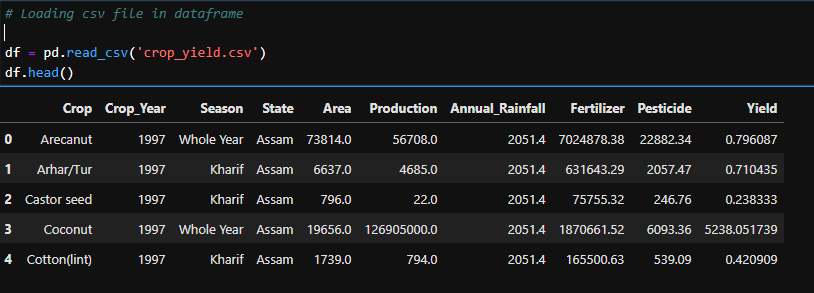 # Loading csv file in dataframe
df = pd.read_csv('crop_yield.csv')
df.head()
Crop Crop_Year Season State Area Production Annual_Rainfall Fertilizer Pesticide Yield
0 Arecanut 1997 Whole Year Assam 73814.0 56708.0 2051.4 7024878.38 22882.34 0.796087
1 Arhar/Tur 1997 Kharif Assam 6637.0 4685.0 2051.4 631643.29 2057.47 0.710435
2 Castor seed 1997 Kharif Assam 796.0 22.0 2051.4 75755.32 246.76 0.238333
3 Coconut 1997 Whole Year Assam 19656.0 126905000.0 2051.4 1870661.52 6093.36 5238.051739
4 Cotton(lint) 1997 Kharif Assam 1739.0 794.0 2051.4 165500.63 539.09 0.420909